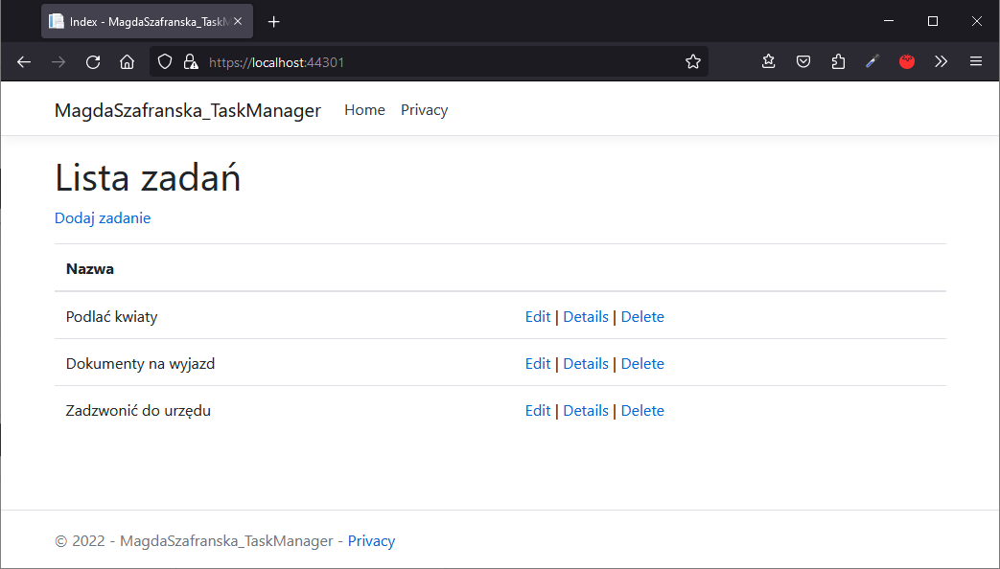 Index - MagdaSzafranska_TaskM
https://localhost:44301
MagdaSzafranska_TaskManager Home Privacy
Lista zadań
Dodaj zadanie
Nazwa
Podlać kwiaty Edit | Details | Delete
Dokumenty na wyjazd Edit | Details | Delete
Zadzwonić do urzędu Edit | Details | Delete
© 2022 - MagdaSzafranska_TaskManager - Privacy